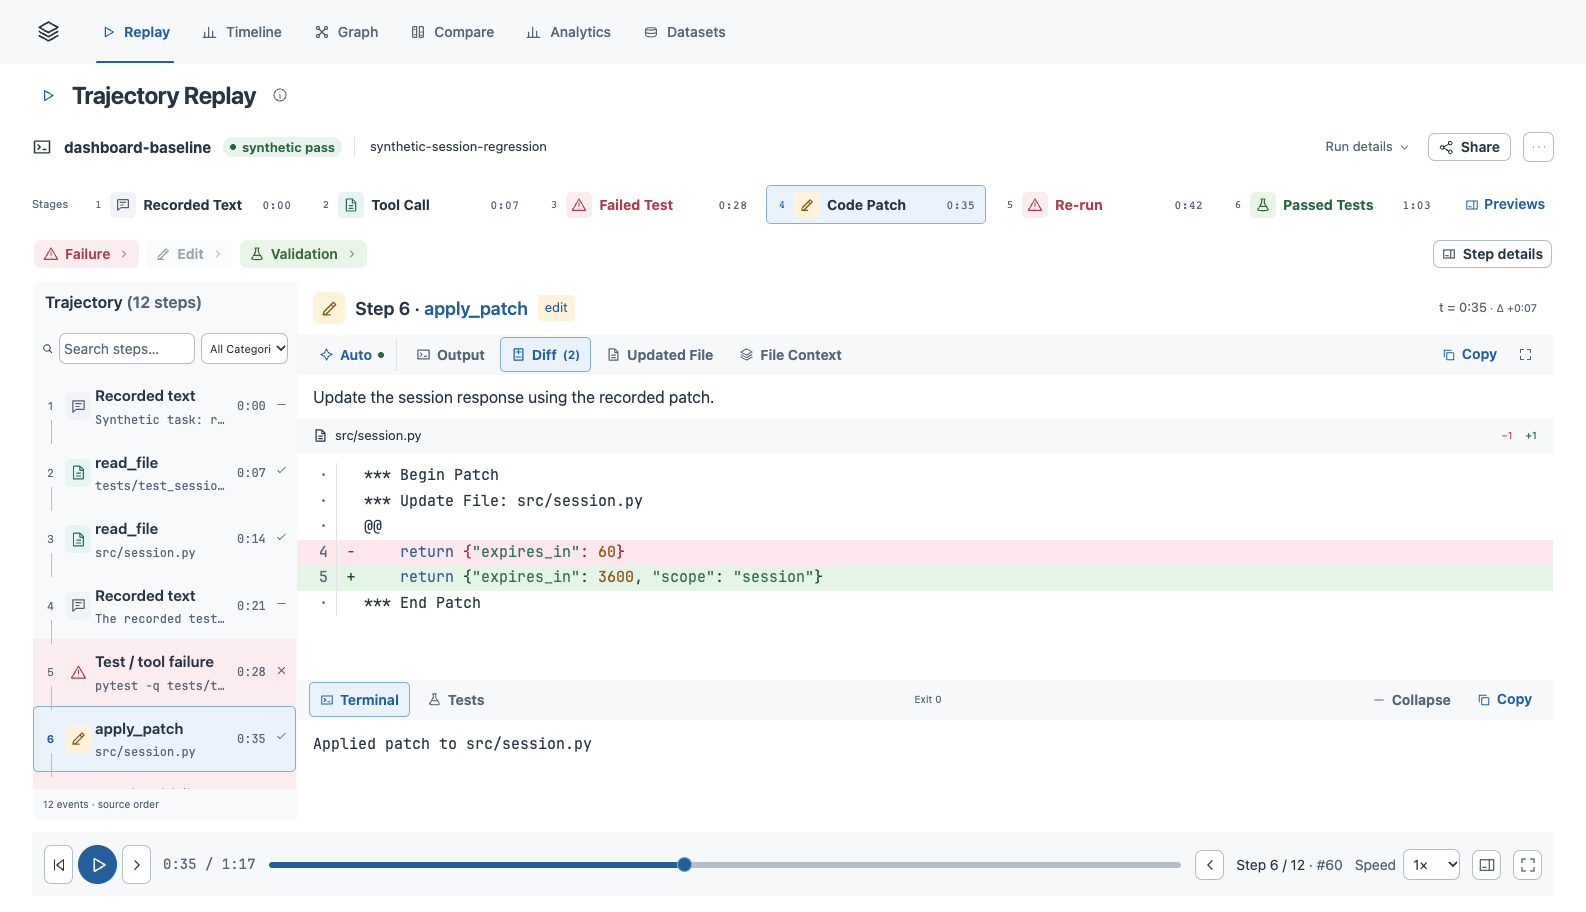 Replay
Timeline
Graph
Compare
Analytics
Datasets
Trajectory Replay
dashboard-baseline
synthetic pass
synthetic-session-regression
Run details
Share
Stages
1 Recorded Text 0:00
2 Tool Call 0:07
3 Failed Test 0:28
4 Code Patch 0:35
5 Re-run 0:42
6 Passed Tests 1:03
Previews
Failure
Edit
Validation
Step details
Trajectory (12 steps)
Search steps...
All Categori
1 Recorded text 0:00
Synthetic task: r…
2 read_file 0:07
tests/test_sessio…
3 read_file 0:14
src/session.py
4 Recorded text 0:21
The recorded test…
5 Test / tool failure 0:28
pytest -q tests/t…
6 apply_patch 0:35
src/session.py
12 events · source order
Step 6 · apply_patch edit
t = 0:35 · Δ +0:07
Auto
Output
Diff (2)
Updated File
File Context
Copy
Update the session response using the recorded patch.
src/session.py
−1 +1
*** Begin Patch
*** Update File: src/session.py
@@
4 - return {"expires_in": 60}
5 + return {"expires_in": 3600, "scope": "session"}
*** End Patch
Terminal
Tests
Exit 0
Collapse
Copy
Applied patch to src/session.py
0:35 / 1:17
Step 6 / 12 · #60
Speed
1×